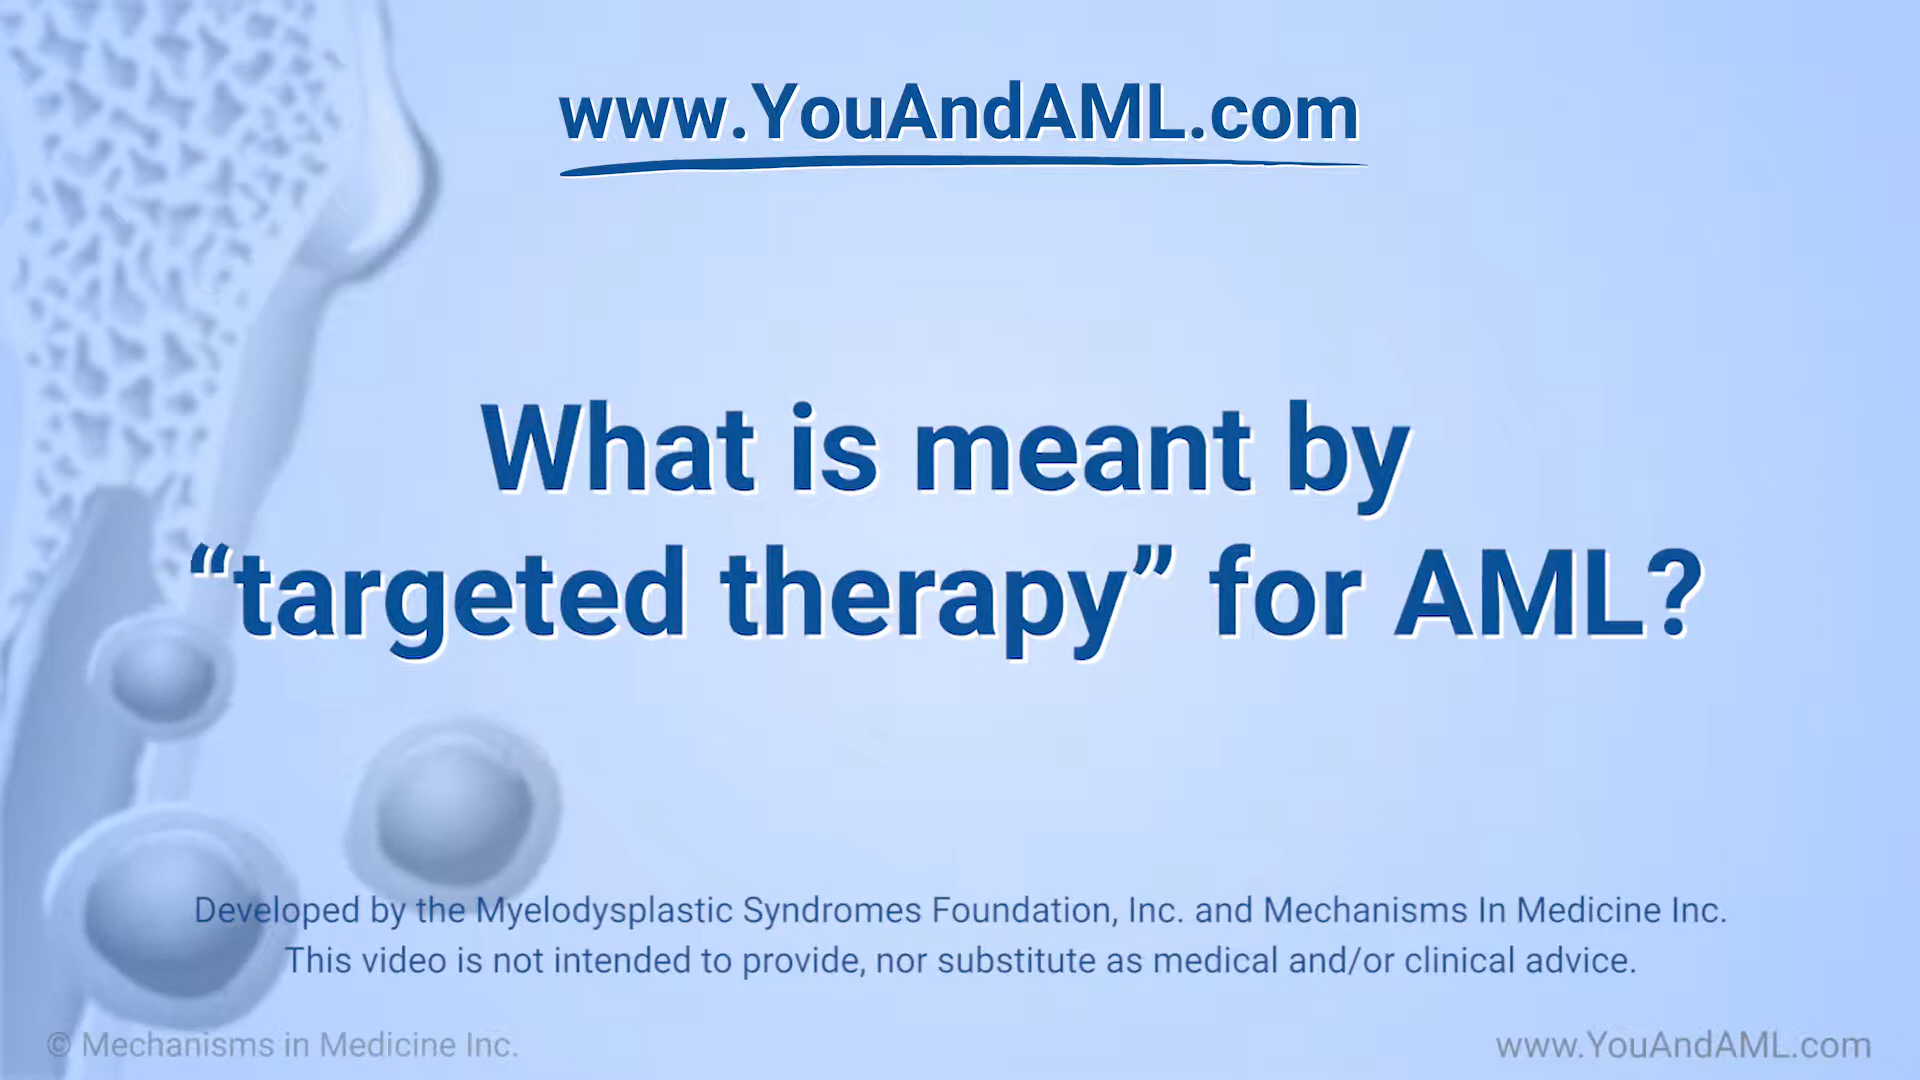 www.YouAndAML.com
What is meant by
“targeted therapy” for AML?
Developed by the Myelodysplastic Syndromes Foundation, Inc. and Mechanisms In Medicine Inc.
This video is not intended to provide, nor substitute as medical and/or clinical advice.
© Mechanisms in Medicine Inc.
www.YouAndAML.com